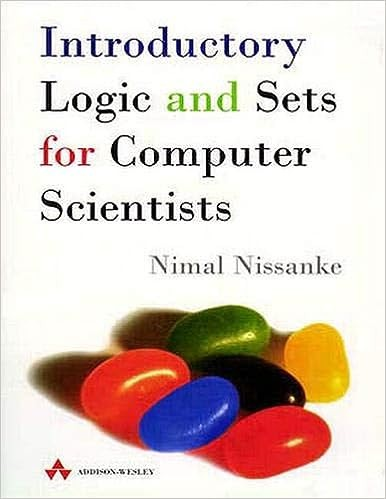 Introductory
Logic and Sets
for Computer
Scientists
Nimal Nissanke
ADDISON-WESLEY